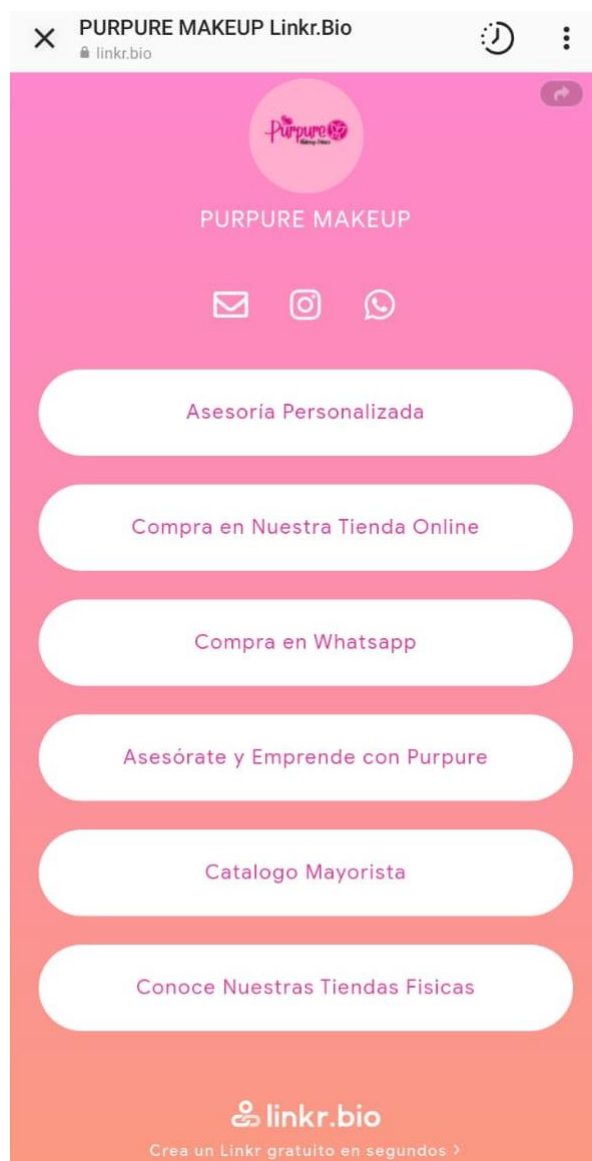 PURPURE MAKEUP Linkr.Bio
linkr.bio
Purpure
PURPURE MAKEUP
Asesoría Personalizada
Compra en Nuestra Tienda Online
Compra en Whatsapp
Asesórate y Emprende con Purpure
Catalogo Mayorista
Conoce Nuestras Tiendas Fisicas
linkr.bio
Crea un Linkr gratuito en segundos >